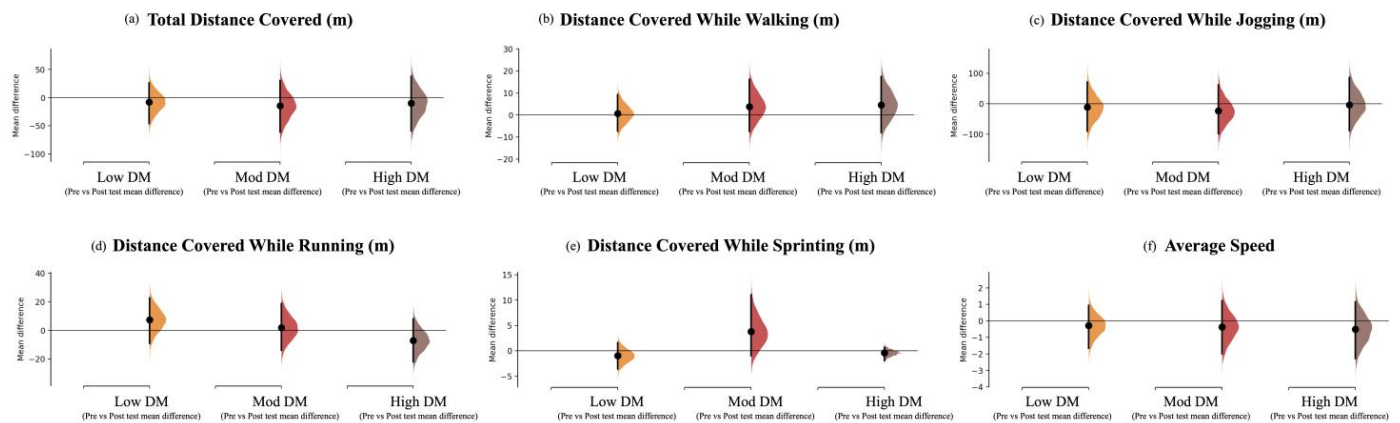 (a) Total Distance Covered (m)
Mean difference
50
0
−50
−100
Low DM
(Pre vs Post test mean difference)
Mod DM
(Pre vs Post test mean difference)
High DM
(Pre vs Post test mean difference)
(b) Distance Covered While Walking (m)
Mean difference
30
20
10
0
−10
−20
Low DM
(Pre vs Post test mean difference)
Mod DM
(Pre vs Post test mean difference)
High DM
(Pre vs Post test mean difference)
(c) Distance Covered While Jogging (m)
Mean difference
100
0
−100
Low DM
(Pre vs Post test mean difference)
Mod DM
(Pre vs Post test mean difference)
High DM
(Pre vs Post test mean difference)
(d) Distance Covered While Running (m)
Mean difference
40
20
0
−20
Low DM
(Pre vs Post test mean difference)
Mod DM
(Pre vs Post test mean difference)
High DM
(Pre vs Post test mean difference)
(e) Distance Covered While Sprinting (m)
Mean difference
15
10
5
0
−5
Low DM
(Pre vs Post test mean difference)
Mod DM
(Pre vs Post test mean difference)
High DM
(Pre vs Post test mean difference)
(f) Average Speed
Mean difference
2
1
0
−1
−2
−3
−4
Low DM
(Pre vs Post test mean difference)
Mod DM
(Pre vs Post test mean difference)
High DM
(Pre vs Post test mean difference)